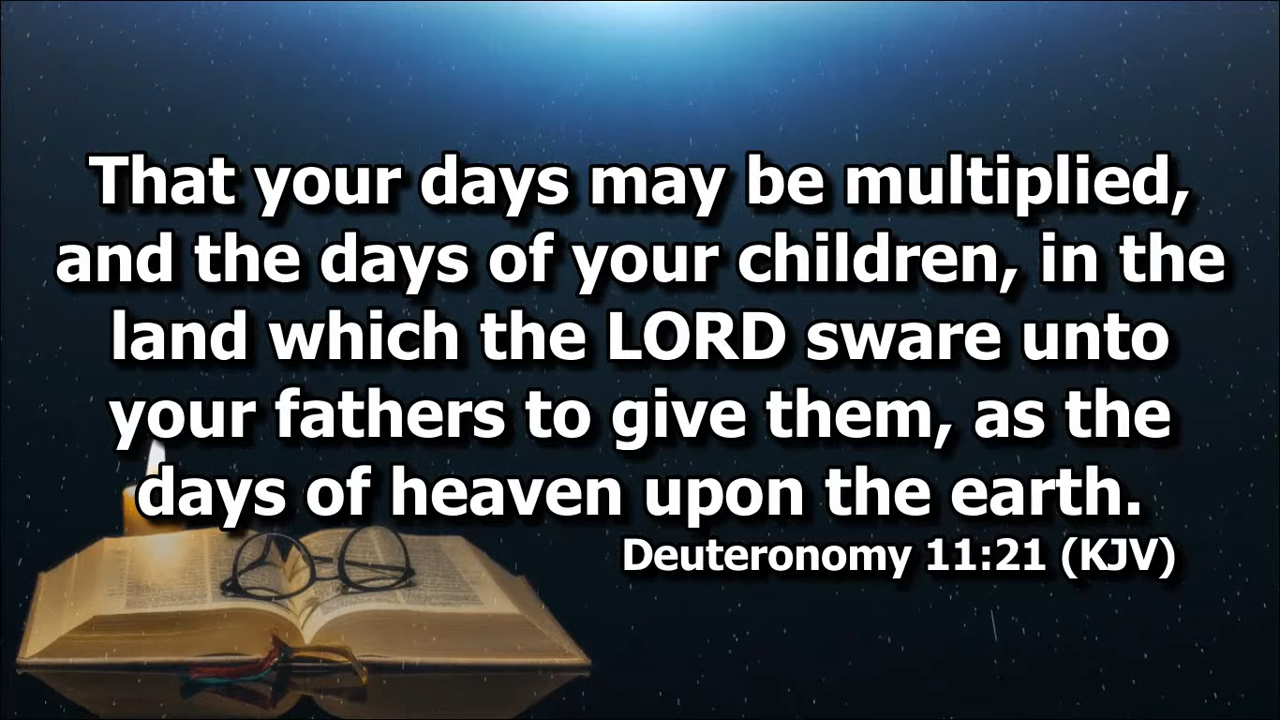 That your days may be multiplied,
and the days of your children, in the
land which the LORD sware unto
your fathers to give them, as the
days of heaven upon the earth.
Deuteronomy 11:21 (KJV)